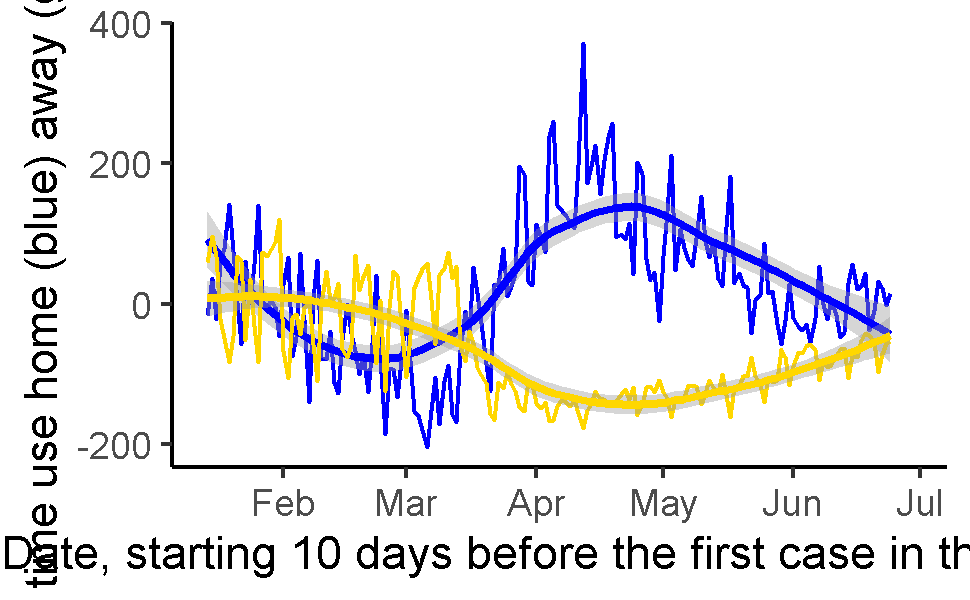 time use home (blue) away (
400
200
0
-200
Feb Mar Apr May Jun Jul
Date, starting 10 days before the first case in th